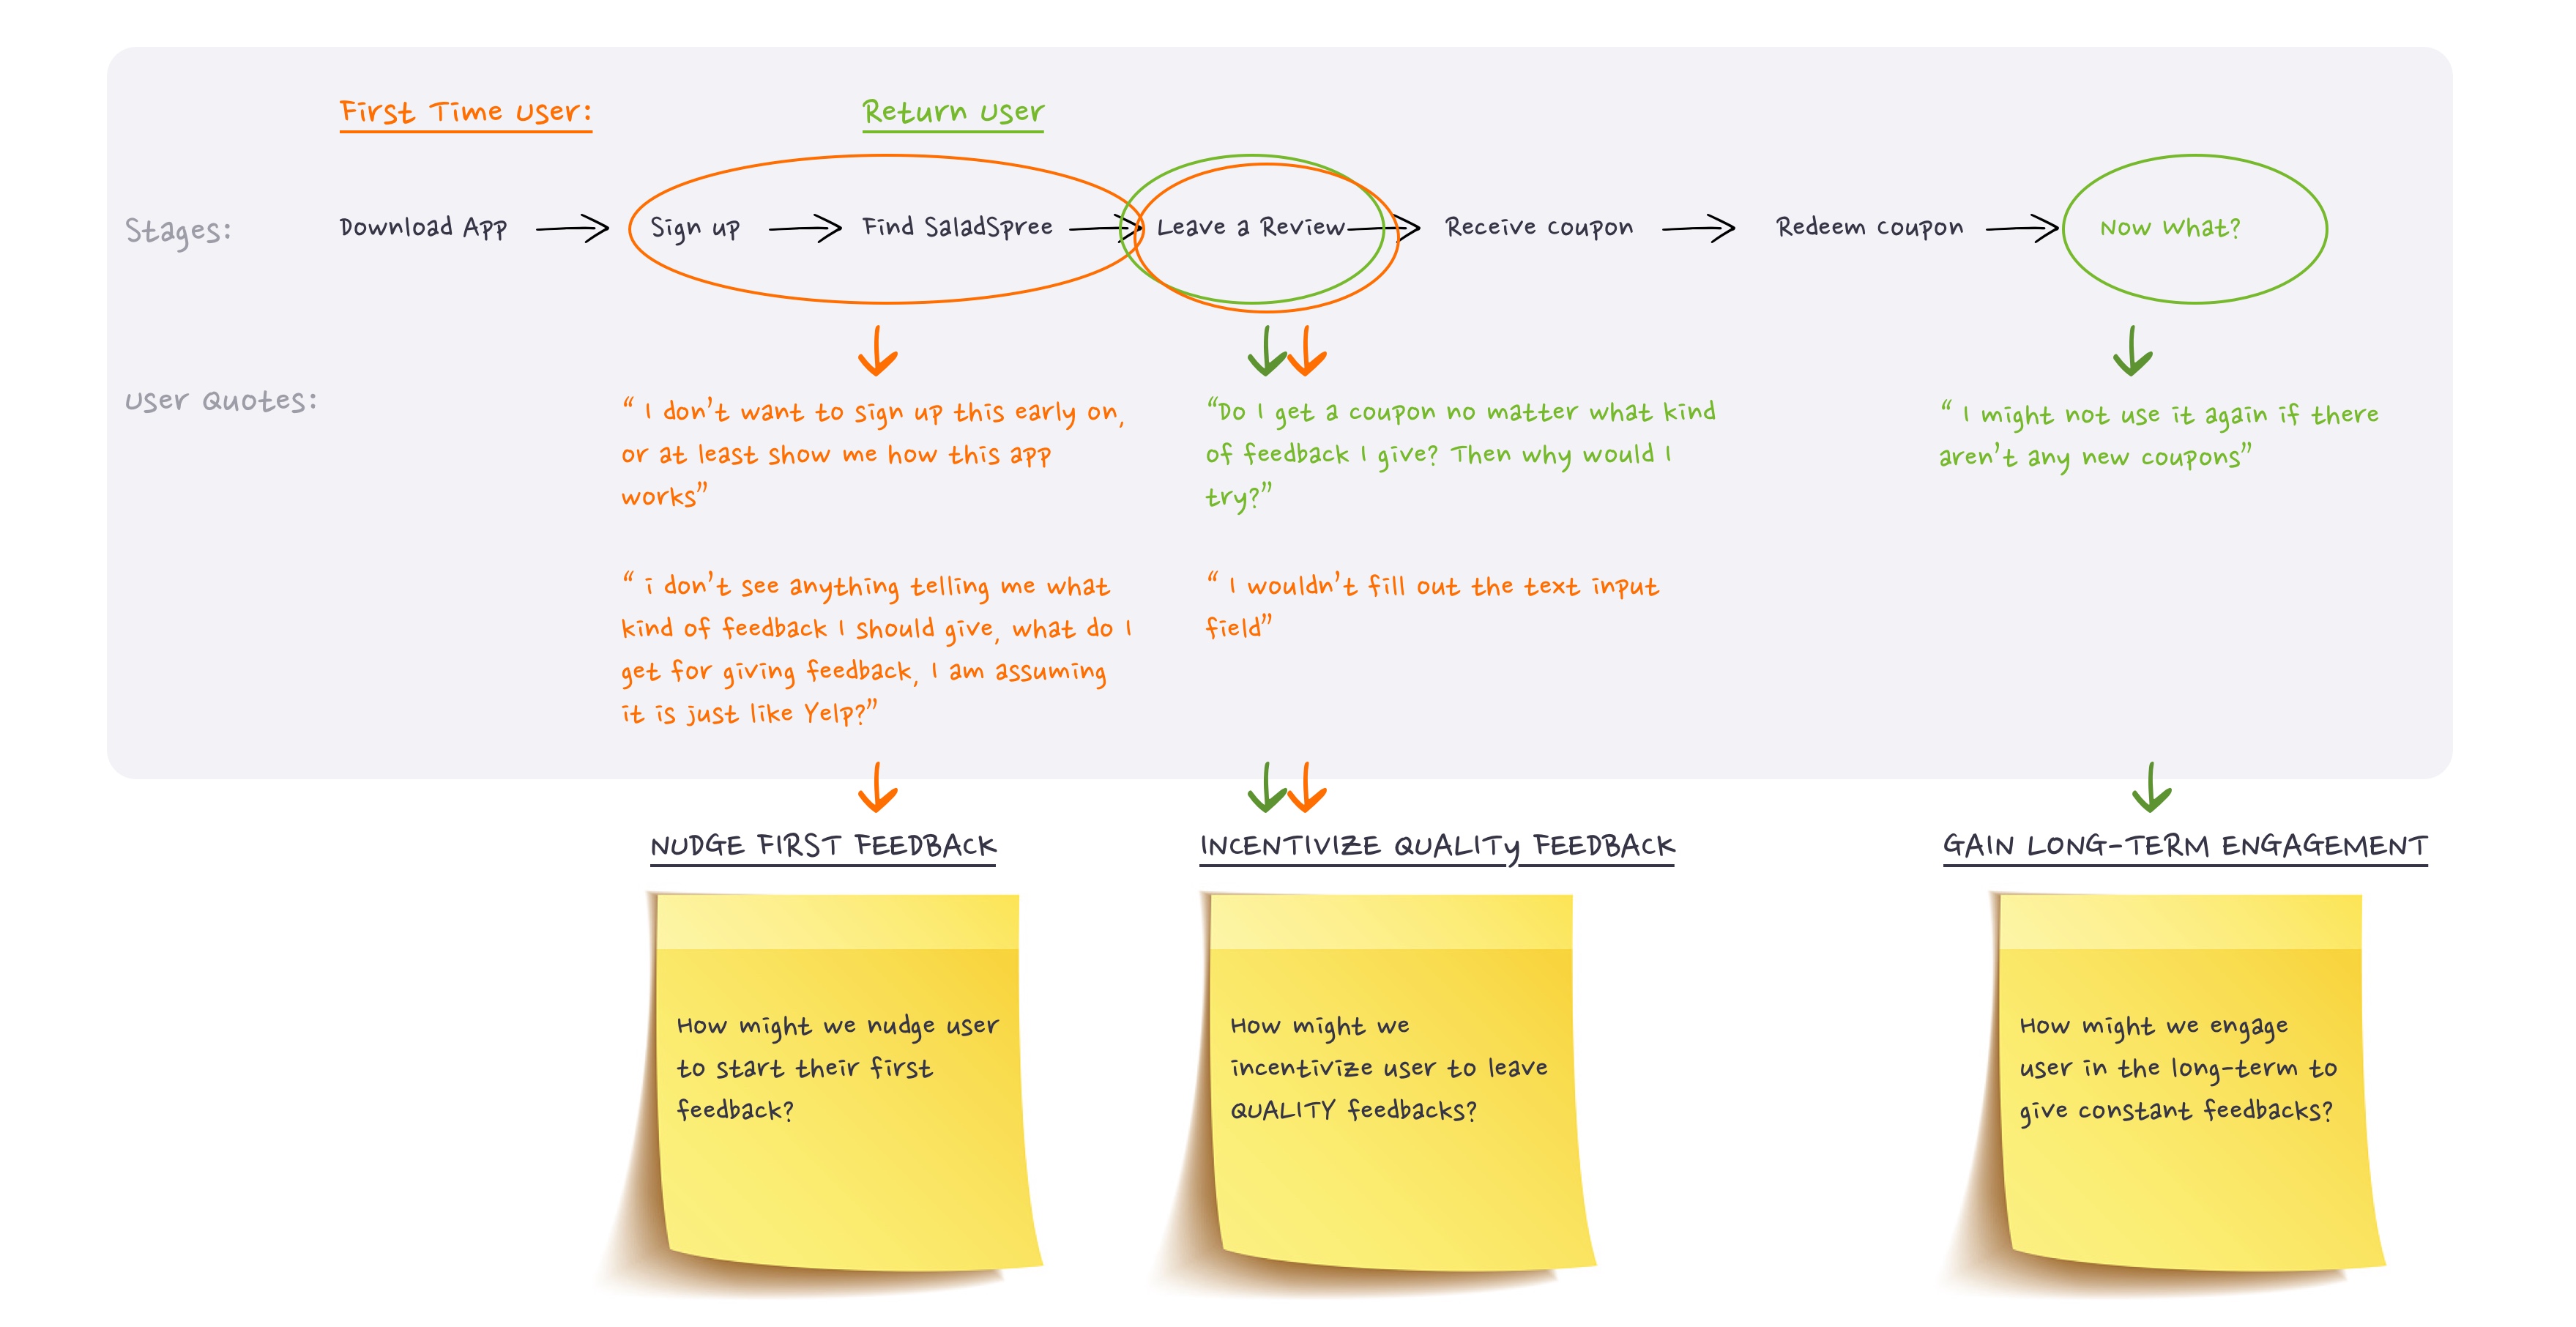 First Time User:
Return User
Stages:
Download App
Sign up
Find SaladSpree
Leave a Review
Receive Coupon
Redeem Coupon
Now What?
User Quotes:
“ I don’t want to sign up this early on,
or at least show me how this app
works”
“ i don’t see anything telling me what
kind of feedback I should give, what do I
get for giving feedback, I am assuming
it is just like Yelp?”
“Do I get a coupon no matter what kind
of feedback I give? Then why would I
try?”
“ I wouldn’t fill out the text input
field”
“ I might not use it again if there
aren’t any new coupons”
NUDGE FIRST FEEDBACK
INCENTIVIZE QUALITy FEEDBACK
GAIN LONG-TERM ENGAGEMENT
How might we nudge user
to start their first
feedback?
How might we
incentivize user to leave
QUALITY feedbacks?
How might we engage
user in the long-term to
give constant feedbacks?